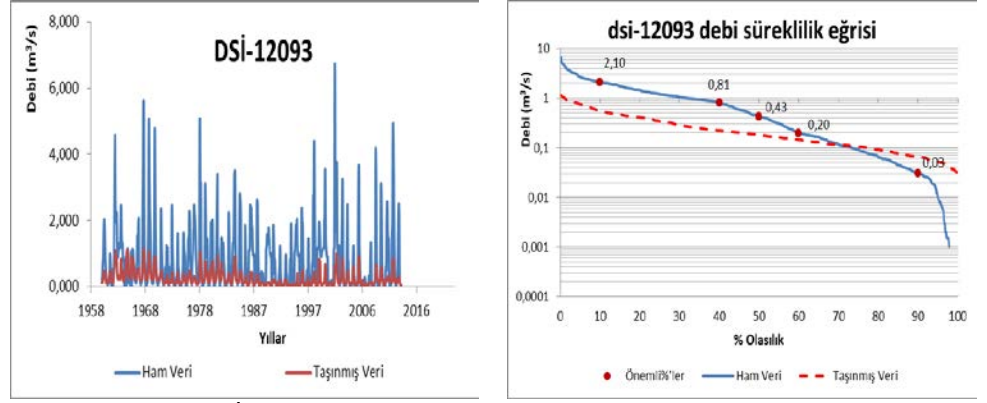 DSİ-12093
Debi (m³/s)
8,000
6,000
4,000
2,000
0,000
1958 1968 1978 1987 1997 2006 2016
Yıllar
Ham Veri Taşınmış Veri
dsi-12093 debi süreklilik eğrisi
Debi (m³/s)
10
1
0,1
0,01
0,001
0,0001
2,10
0,81
0,43
0,20
0,03
0 10 20 30 40 50 60 70 80 90 100
% Olasılık
Önemli%'ler Ham Veri Taşınmış Veri